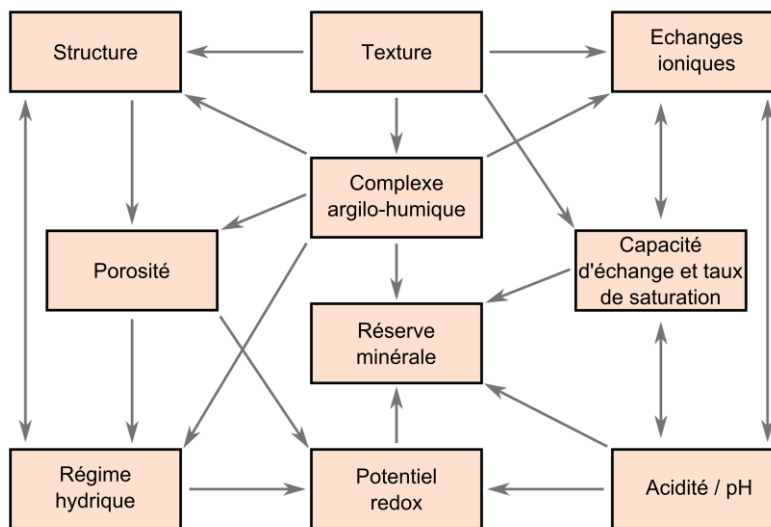 Structure
Texture
Echanges
ioniques
Complexe
argilo-humique
Porosité
Capacité
d'échange et taux
de saturation
Réserve
minérale
Régime
hydrique
Potentiel
redox
Acidité / pH